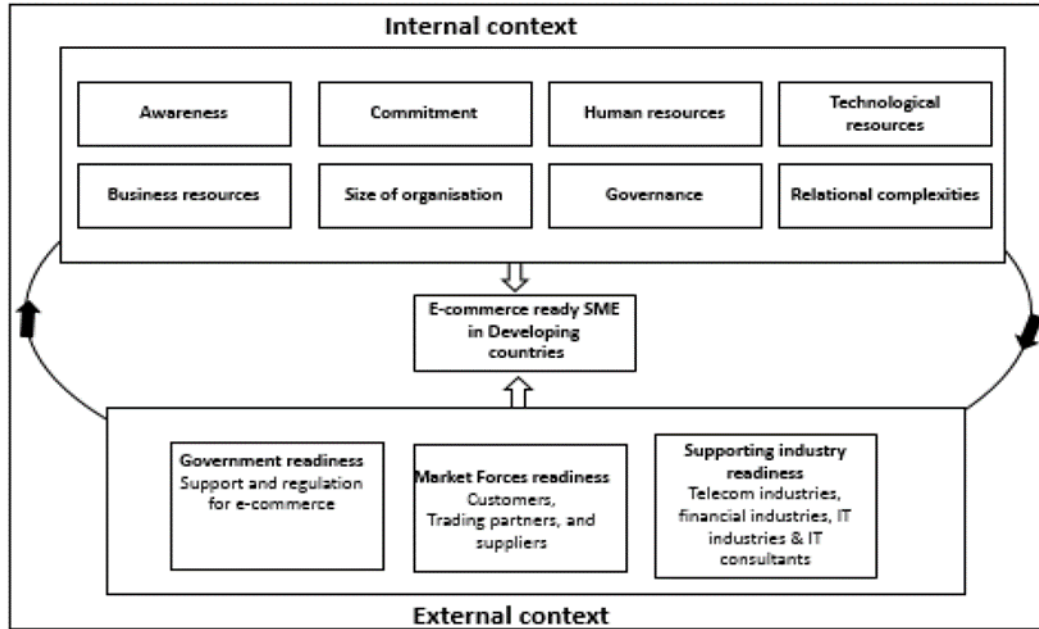 Internal context
Awareness
Commitment
Human resources
Technological
resources
Business resources
Size of organisation
Governance
Relational complexities
E-commerce ready SME
in Developing
countries
Government readiness
Support and regulation
for e-commerce
Market Forces readiness
Customers,
Trading partners, and
suppliers
Supporting industry
readiness
Telecom industries,
financial industries, IT
industries & IT
consultants
External context